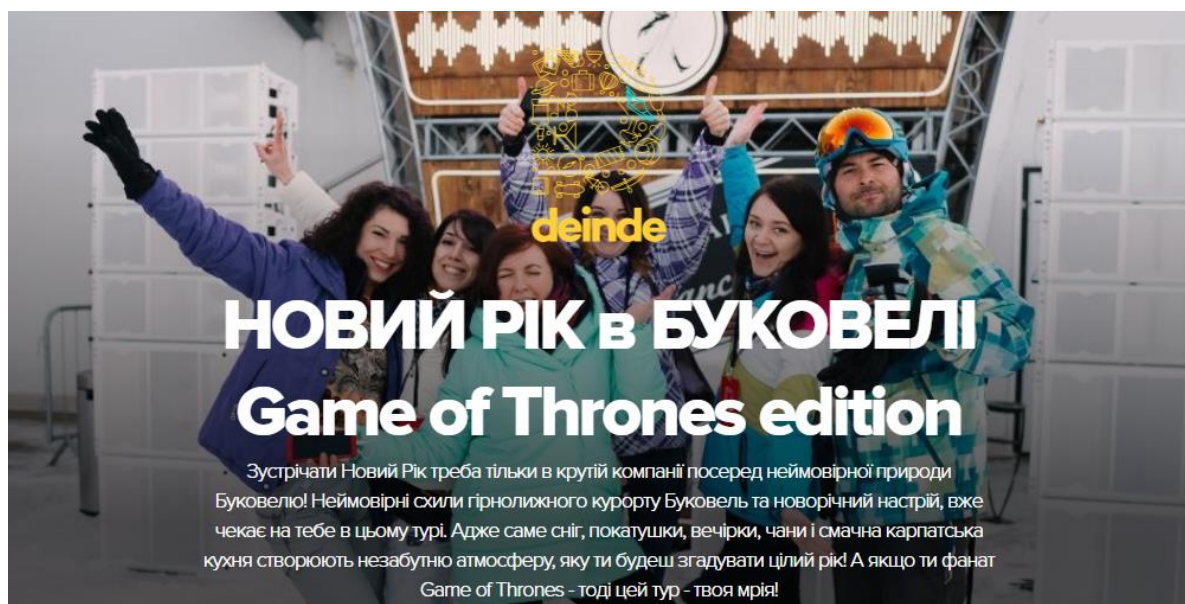 deinde
НОВИЙ РІК в БУКОВЕЛІ
Game of Thrones edition
Зустрічати Новий Рік треба тільки в крутій компанії посеред неймовірної природи
Буковелю! Неймовірні схили гірнолижного курорту Буковель та новорічний настрій, вже
чекає на тебе в цьому турі. Адже саме сніг, покатушки, вечірки, чани і смачна карпатська
кухня створюють незабутню атмосферу, яку ти будеш згадувати цілий рік! А якщо ти фанат
Game of Thrones - тоді цей тур - твоя мрія!